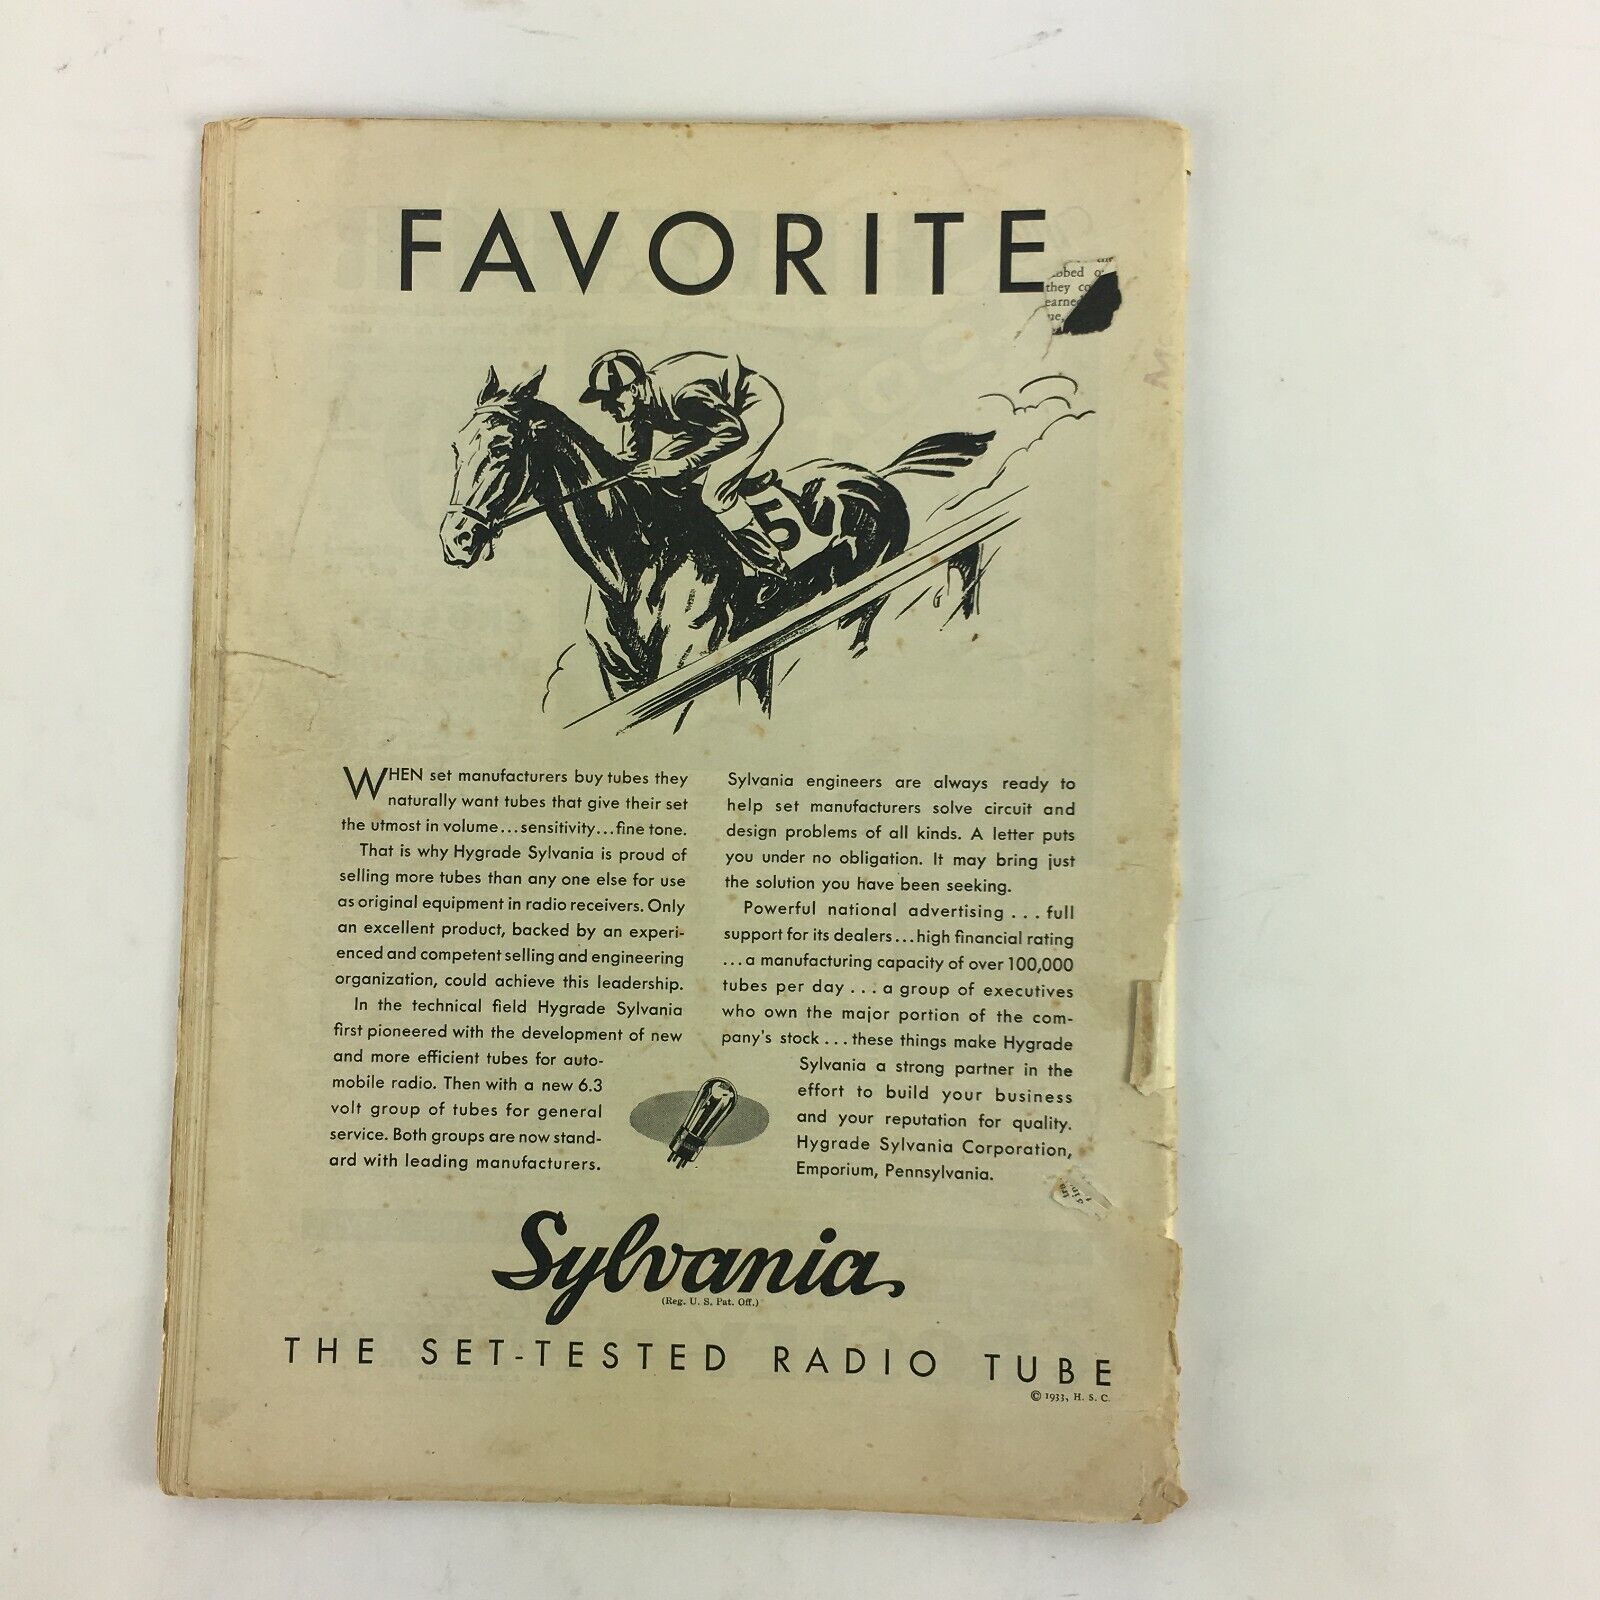 FAVORITE
they
5
WHEN set manufacturers buy tubes they
naturally want tubes that give their set
the utmost in volume...sensitivity...fine tone.
That is why Hygrade Sylvania is proud of
selling more tubes than any one else for use
as original equipment in radio receivers. Only
an excellent product, backed by an experi-
enced and competent selling and engineering
organization, could achieve this leadership.
In the technical field Hygrade Sylvania
first pioneered with the development of new
and more efficient tubes for auto-
mobile radio. Then with a new 6.3
volt group of tubes for general
service. Both groups are now stand-
ard with leading manufacturers.
Sylvania engineers are always ready to
help set manufacturers solve circuit and
design problems of all kinds. A letter puts
you under no obligation. It may bring just
the solution you have been seeking.
Powerful national advertising ... full
support for its dealers...high financial rating
...a manufacturing capacity of over 100,000
tubes per day ... a group of executives
who own the major portion of the com-
pany's stock ... these things make Hygrade
Sylvania a strong partner in the
effort to build your business
and your reputation for quality.
Hygrade Sylvania Corporation,
Emporium, Pennsylvania.
Sylvania
(Reg. U. S. Pat. Off.)
THE SET-TESTED RADIO TUBE
© 1933, H. S. C.